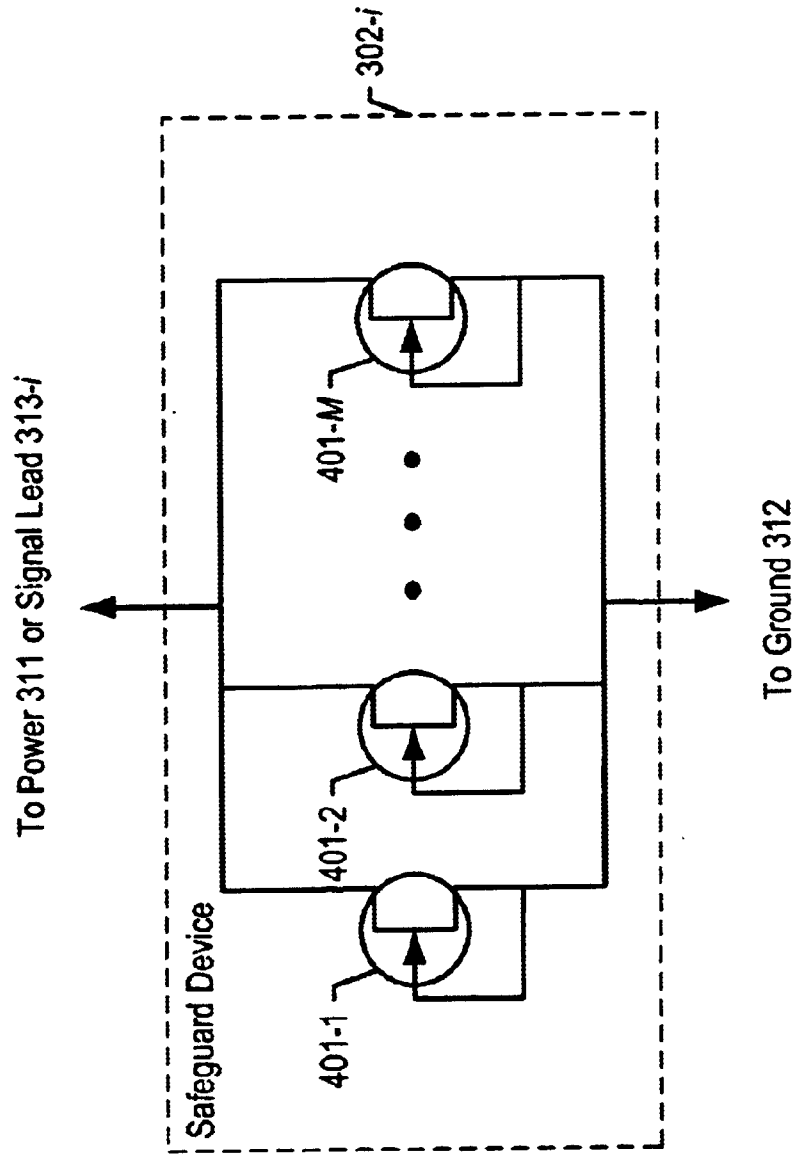 To Power 311 or Signal Lead 313-i
302-i
Safeguard Device
401-1
401-2
401-M
To Ground 312